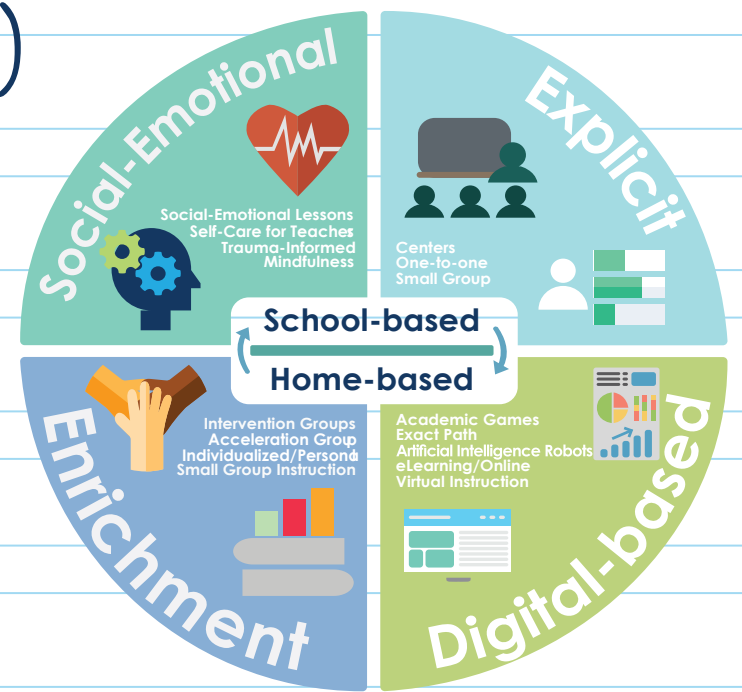 Social-Emotional
Social-Emotional Lessons
Self-Care for Teachers
Trauma-Informed
Mindfulness
Explicit
Centers
One-to-one
Small Group
School-based
Home-based
Enrichment
Intervention Groups
Acceleration Group
Individualized/Persona
Small Group Instruction
Digital-based
Academic Games
Exact Path
Artificial Intelligence Robots
eLearning/Online
Virtual Instruction